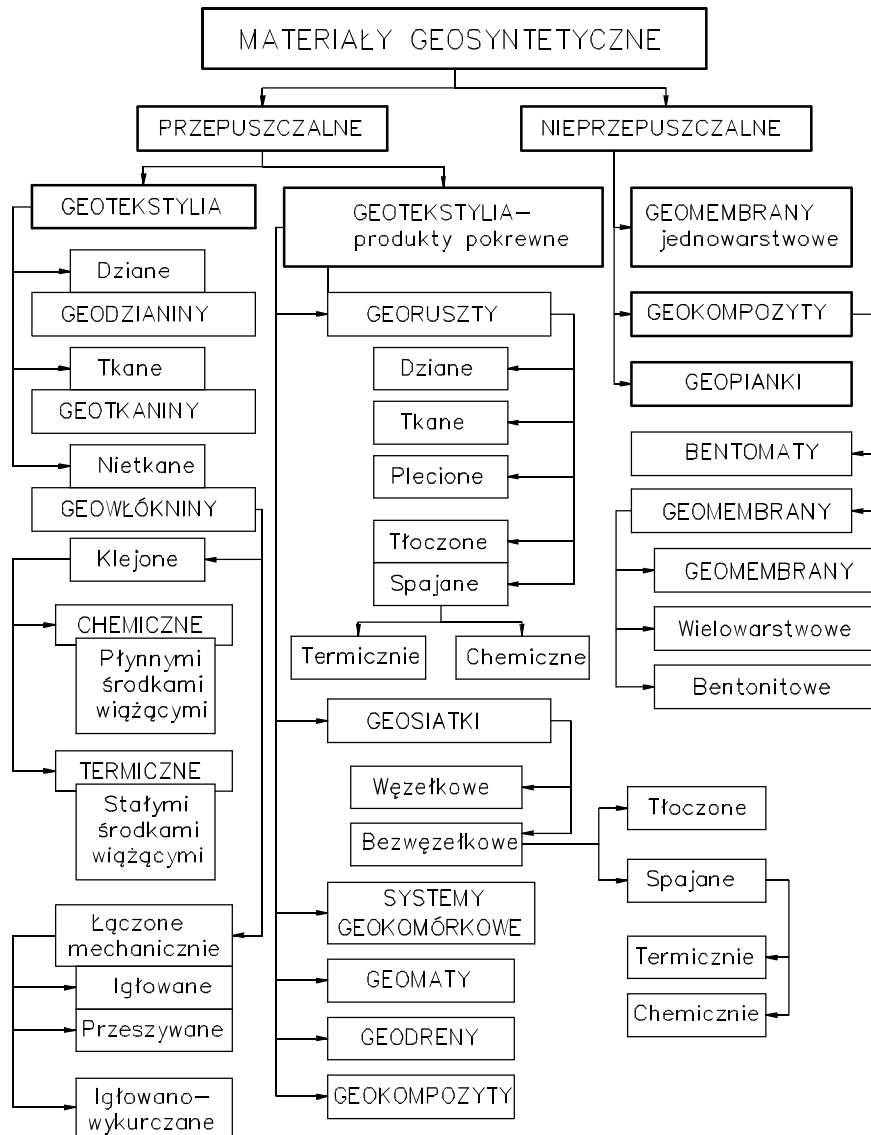 MATERIAŁY GEOSYNTETYCZNE
PRZEPUSZCZALNE
NIEPRZEPUSZCZALNE
GEOTEKSTYLIA
Dziane
GEODZIANINY
Tkane
GEOTKANINY
Nietkane
GEOWŁÓKNINY
Klejone
CHEMICZNE
Płynnymi
środkami
wiążącymi
TERMICZNE
Stałymi
środkami
wiążącymi
Łączone
mechanicznie
Igłowane
Przeszywane
Igłowano-
wykurczane
GEOTEKSTYLIA-
produkty pokrewne
GEORUSZTY
Dziane
Tkane
Plecione
Tłoczone
Spajane
Termicznie
Chemiczne
GEOSIATKI
Węzełkowe
Bezwęzełkowe
Tłoczone
Spajane
Termicznie
Chemicznie
SYSTEMY
GEOKOMÓRKOWE
GEOMATY
GEODRENY
GEOKOMPOZYTY
GEOMEMBRANY
jednowarstwowe
GEOKOMPOZYTY
GEOPIANKI
BENTOMATY
GEOMEMBRANY
GEOMEMBRANY
Wielowarstwowe
Bentonitowe